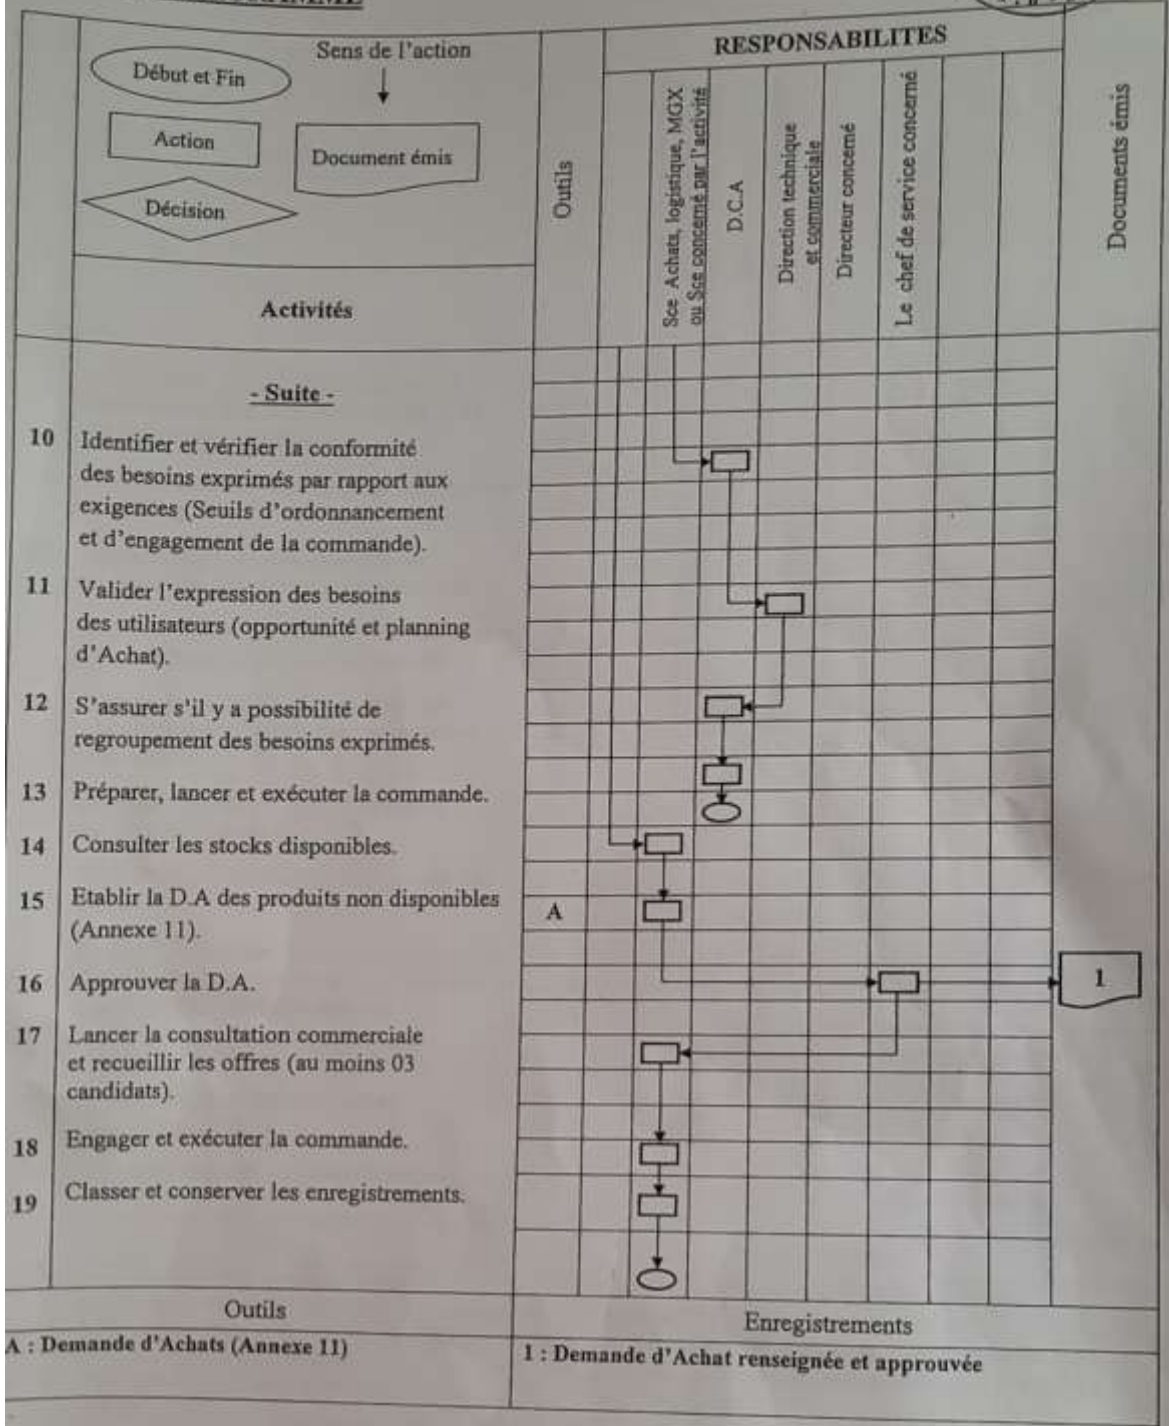 Début et Fin
Sens de l'action
Action
Document émis
Décision
Activités
Outils
RESPONSABILITES
Sce Achats, logistique, MGX
ou Sce concerné par l'activité
D.C.A
Direction technique
et commerciale
Directeur concerné
Le chef de service concerné
Documents émis
- Suite -
10 Identifier et vérifier la conformité
des besoins exprimés par rapport aux
exigences (Seuils d'ordonnancement
et d'engagement de la commande).
11 Valider l'expression des besoins
des utilisateurs (opportunité et planning
d'Achat).
12 S'assurer s'il y a possibilité de
regroupement des besoins exprimés.
13 Préparer, lancer et exécuter la commande.
14 Consulter les stocks disponibles.
15 Etablir la D.A des produits non disponibles
(Annexe 11).
A
16 Approuver la D.A.
1
17 Lancer la consultation commerciale
et recueillir les offres (au moins 03
candidats).
18 Engager et exécuter la commande.
19 Classer et conserver les enregistrements.
Outils
Enregistrements
A : Demande d'Achats (Annexe 11)
1 : Demande d'Achat renseignée et approuvée